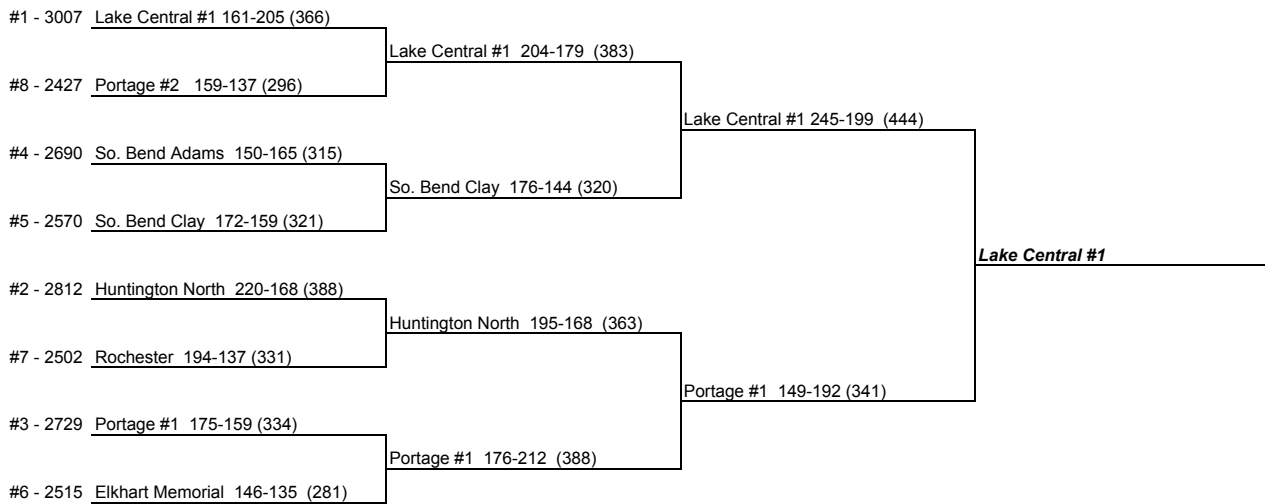 #1 - 3007 Lake Central #1 161-205 (366)
Lake Central #1 204-179 (383)
#8 - 2427 Portage #2 159-137 (296)
Lake Central #1 245-199 (444)
#4 - 2690 So. Bend Adams 150-165 (315)
So. Bend Clay 176-144 (320)
#5 - 2570 So. Bend Clay 172-159 (321)
Lake Central #1
#2 - 2812 Huntington North 220-168 (388)
Huntington North 195-168 (363)
#7 - 2502 Rochester 194-137 (331)
Portage #1 149-192 (341)
#3 - 2729 Portage #1 175-159 (334)
Portage #1 176-212 (388)
#6 - 2515 Elkhart Memorial 146-135 (281)